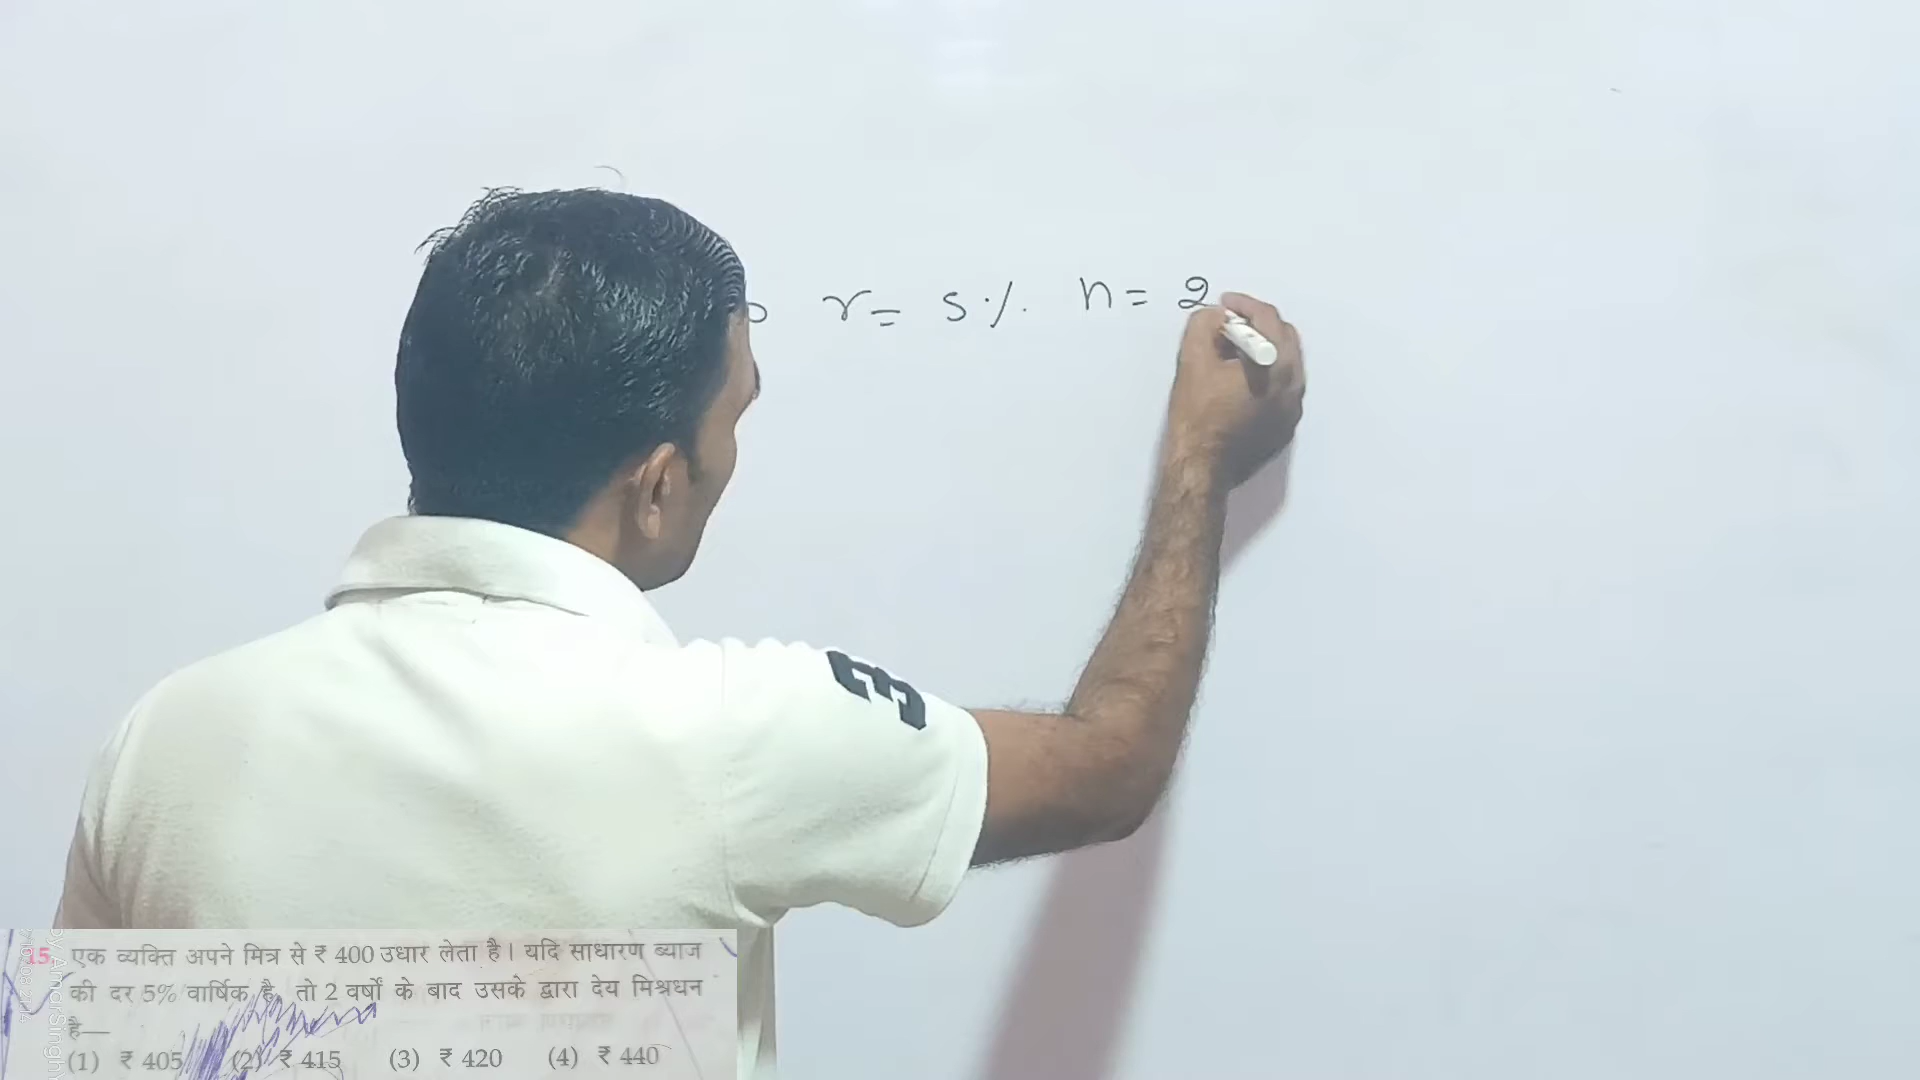 r = 5% n = 2
3
15. एक व्यक्ति अपने मित्र से ₹ 400 उधार लेता है। यदि साधारण ब्याज
की दर 5% वार्षिक है, तो 2 वर्षों के बाद उसके द्वारा देय मिश्रधन
है—
(1) ₹ 405 (2) ₹ 415 (3) ₹ 420 (4) ₹ 440